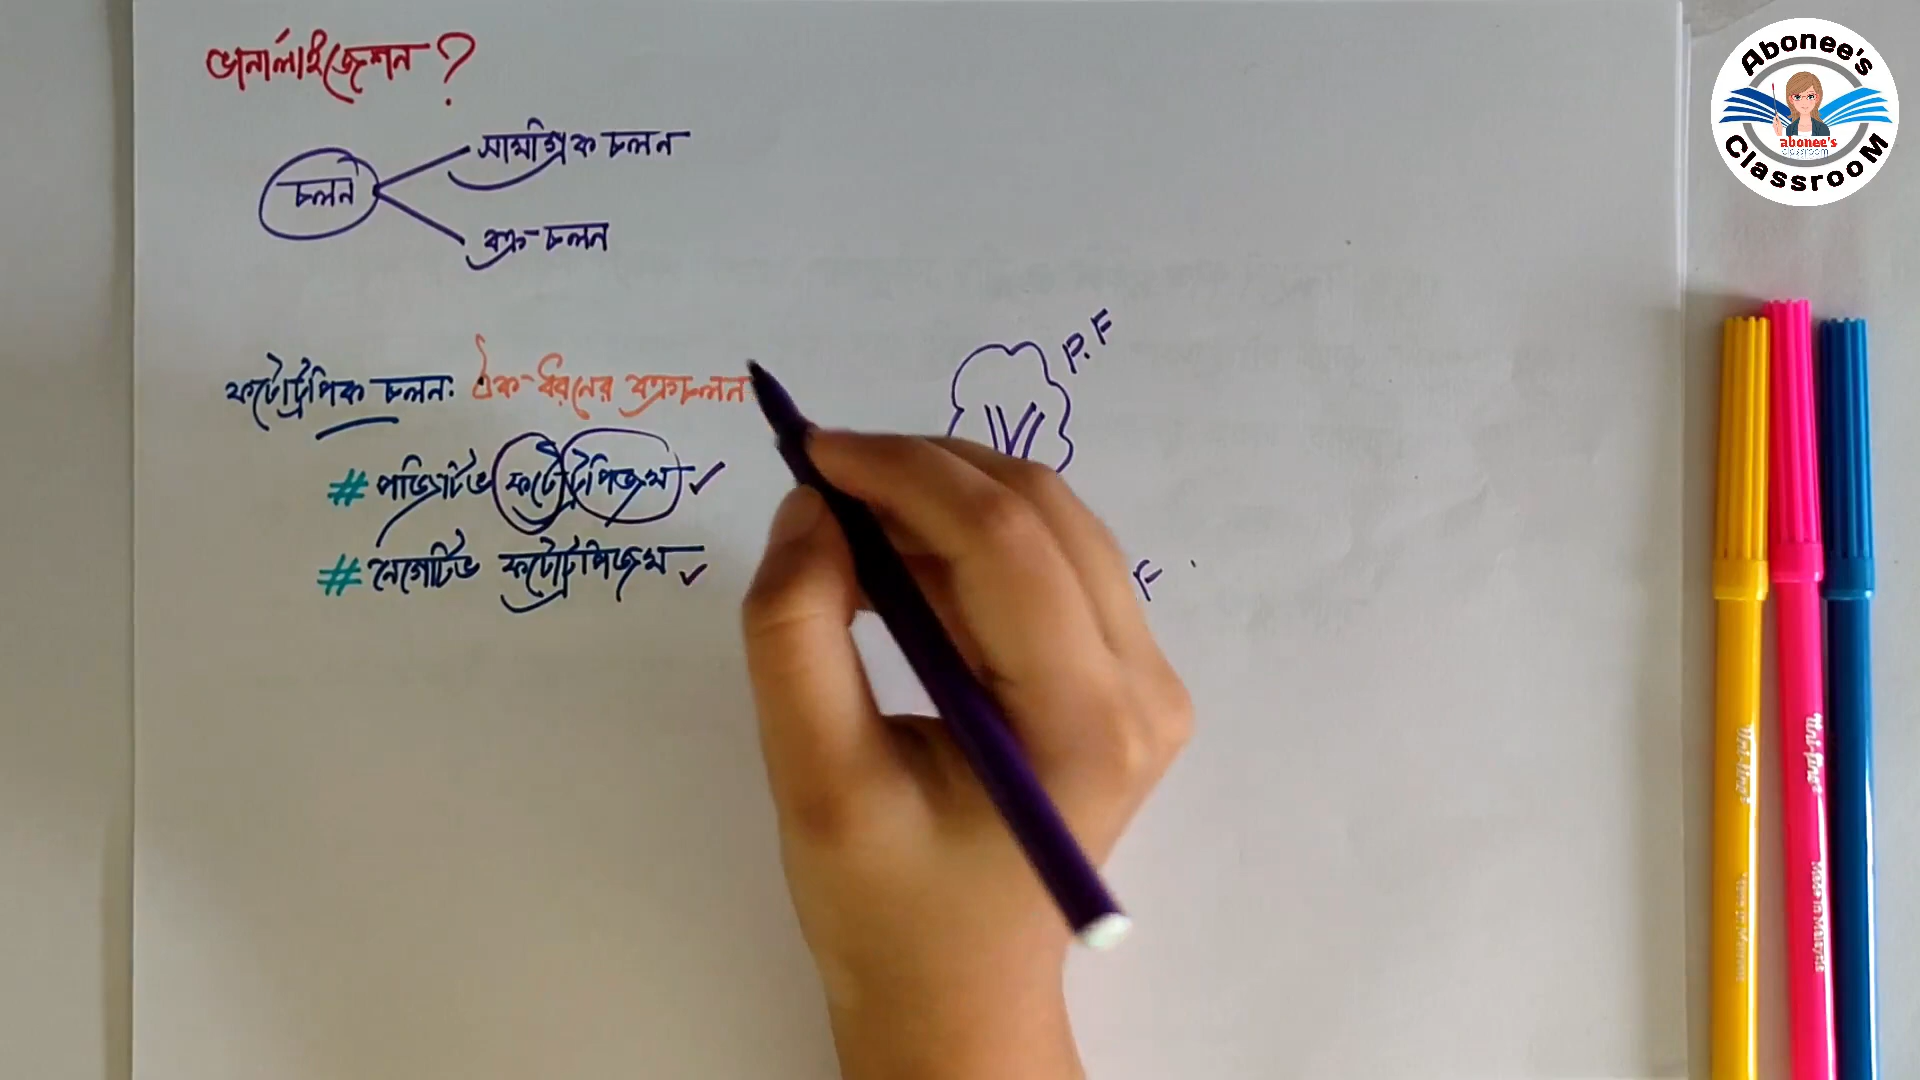 ভার্নালাইজেশন ?
চলন
সামগ্রিক চলন
বক্র চলন
ফটোট্রপিক চলন: এক ধরনের বক্রচলন
# পজিটিভ ফটোট্রপিজম ✓
# নেগেটিভ ফটোট্রপিজম ✓
P.F
F
Abonee's
abonee's
classroom
ClassrooM